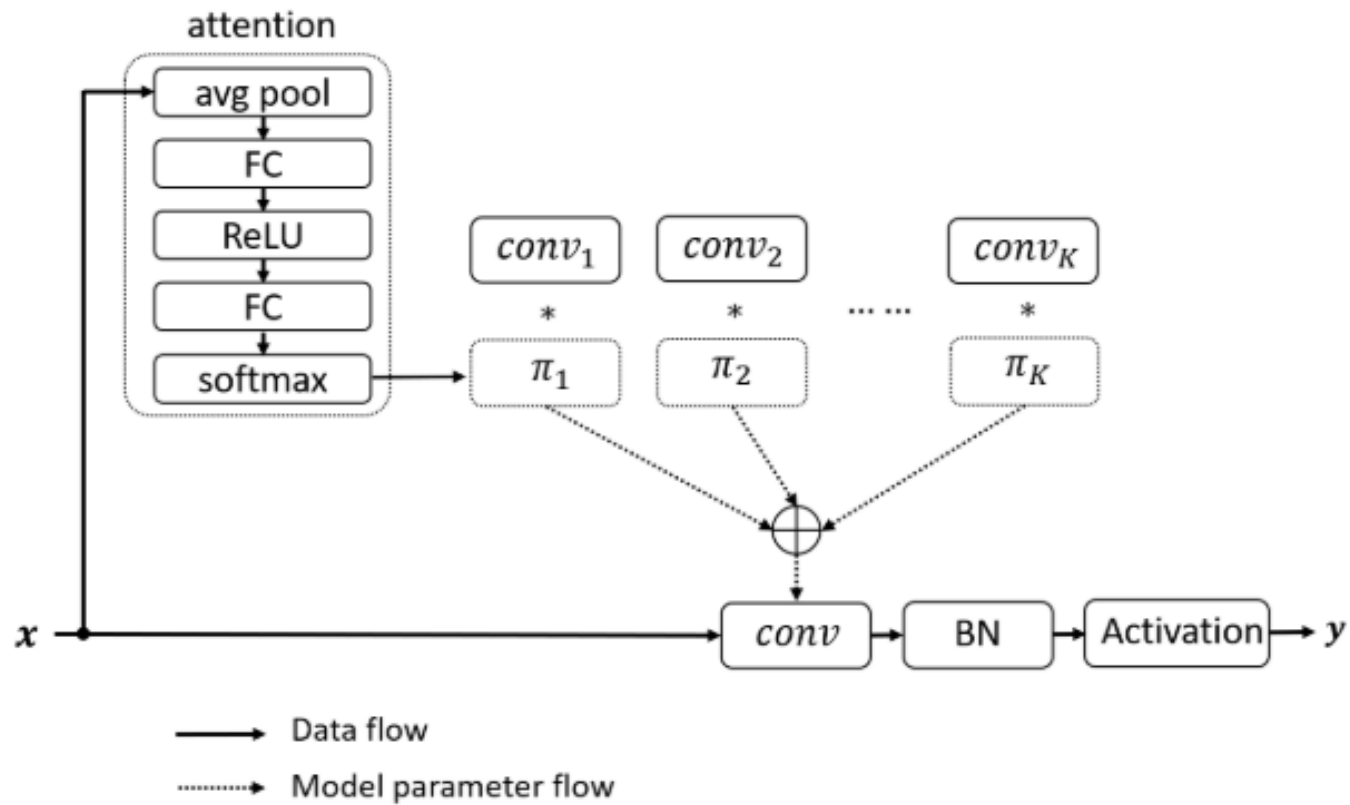 attention
avg pool
FC
ReLU
FC
softmax
conv₁ conv₂ conv_K
* * ... ... *
π₁ π₂ π_K
x conv BN Activation y
Data flow
Model parameter flow